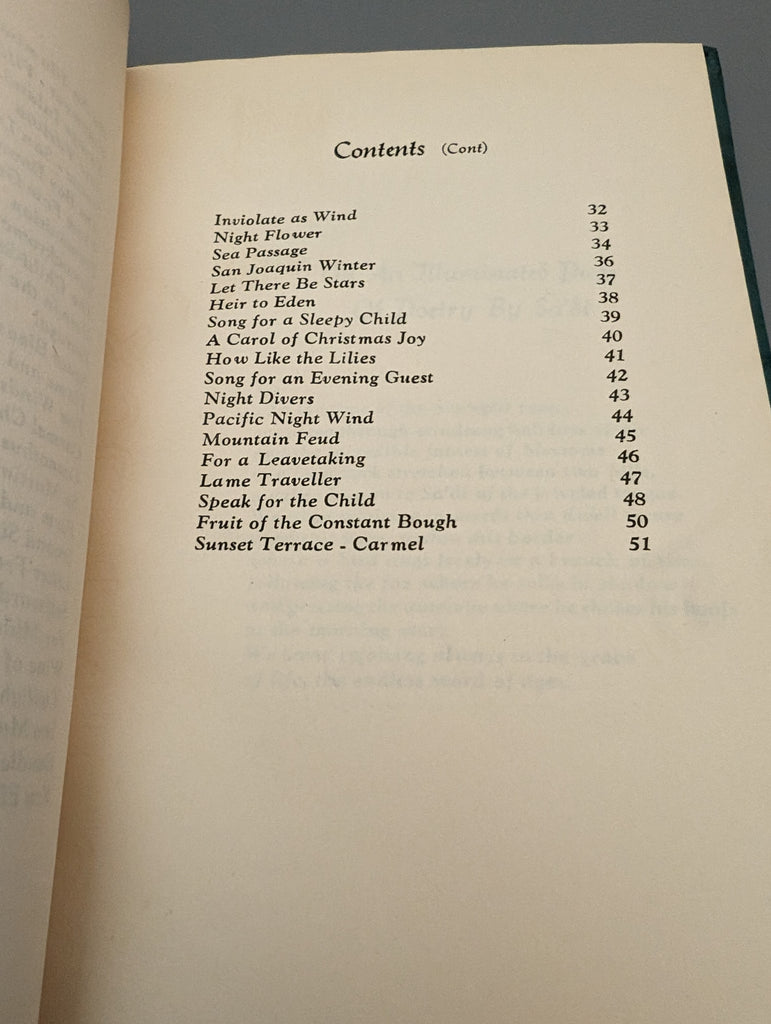 Contents (Cont)
Inviolate as Wind 32
Night Flower 33
Sea Passage 34
San Joaquin Winter 36
Let There Be Stars 37
Heir to Eden 38
Song for a Sleepy Child 39
A Carol of Christmas Joy 40
How Like the Lilies 41
Song for an Evening Guest 42
Night Divers 43
Pacific Night Wind 44
Mountain Feud 45
For a Leavetaking 46
Lame Traveller 47
Speak for the Child 48
Fruit of the Constant Bough 50
Sunset Terrace - Carmel 51